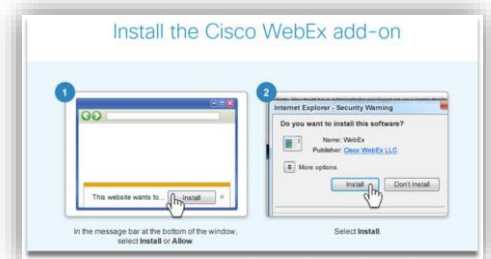 Install the Cisco WebEx add-on
1
This website wants to...
Install
×
In the message bar at the bottom of the window,
select Install or Allow.
2
Internet Explorer - Security Warning
Do you want to install this software?
Name: WebEx
Publisher: Cisco WebEx LLC
More options
Install
Don't Install
Select Install.